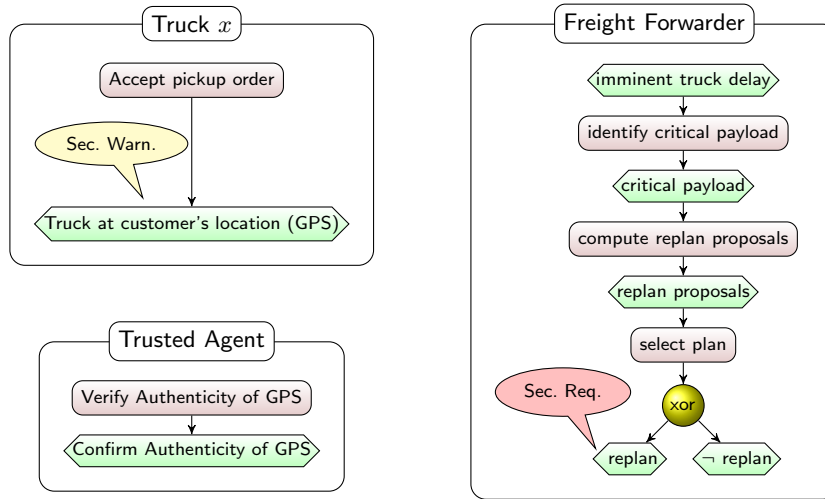 Truck x
Accept pickup order
Sec. Warn.
Truck at customer's location (GPS)
Trusted Agent
Verify Authenticity of GPS
Confirm Authenticity of GPS
Freight Forwarder
imminent truck delay
identify critical payload
critical payload
compute replan proposals
replan proposals
select plan
Sec. Req.
xor
replan
¬ replan